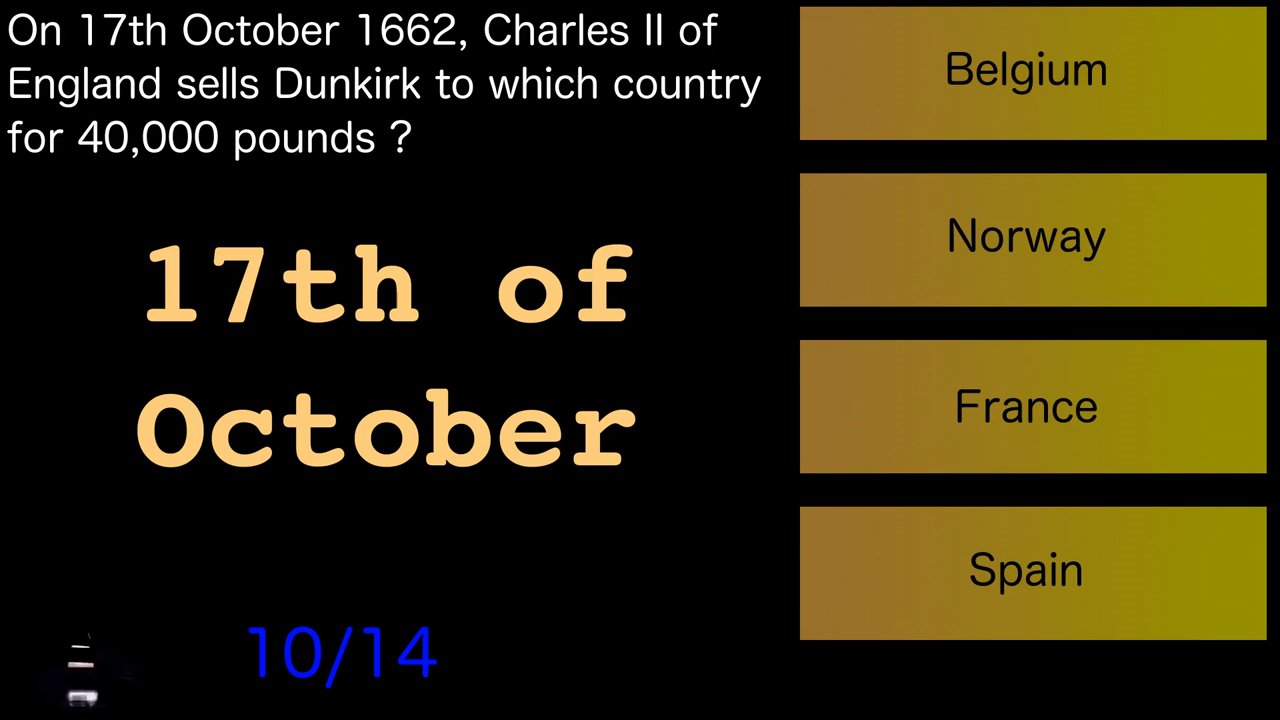 On 17th October 1662, Charles II of
England sells Dunkirk to which country
for 40,000 pounds ?
17th of
October
10/14
Belgium
Norway
France
Spain